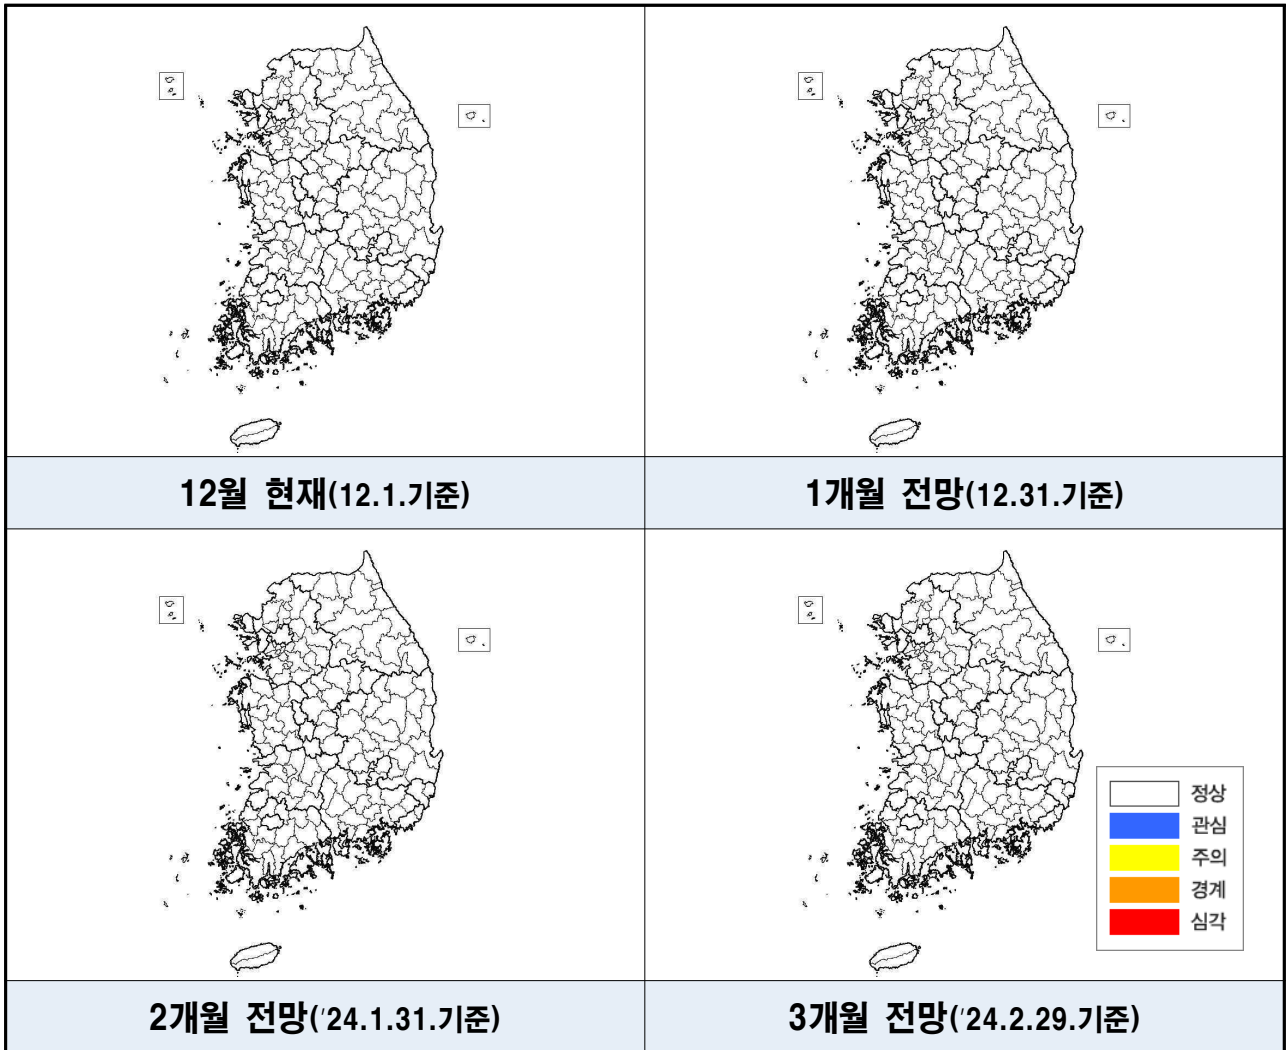 12월 현재(12.1.기준)
1개월 전망(12.31.기준)
정상
관심
주의
경계
심각
2개월 전망('24.1.31.기준)
3개월 전망('24.2.29.기준)